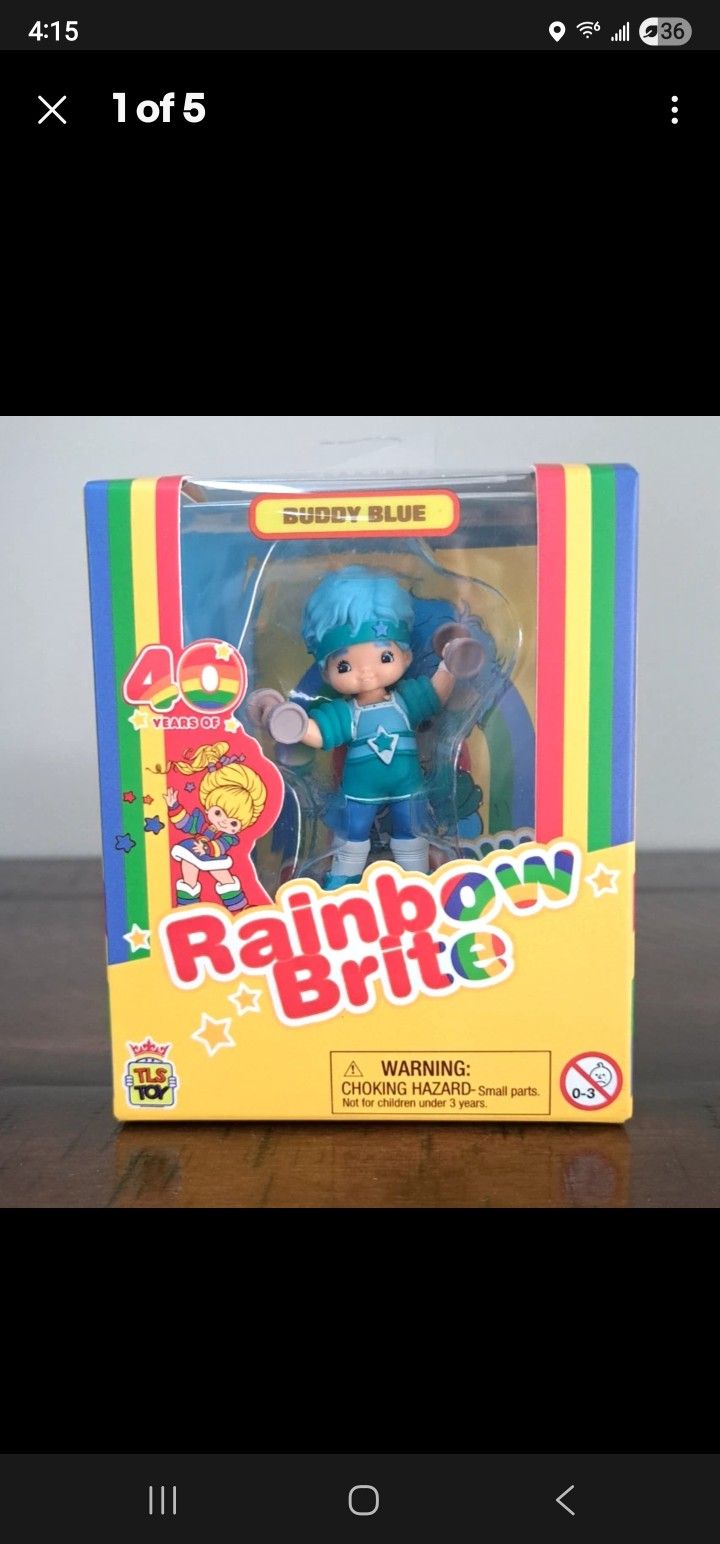 4:15
36
1 of 5
BUDDY BLUE
40
YEARS OF
Rainbow
Brite
TLS
TOY
WARNING:
CHOKING HAZARD- Small parts.
Not for children under 3 years.
0-3